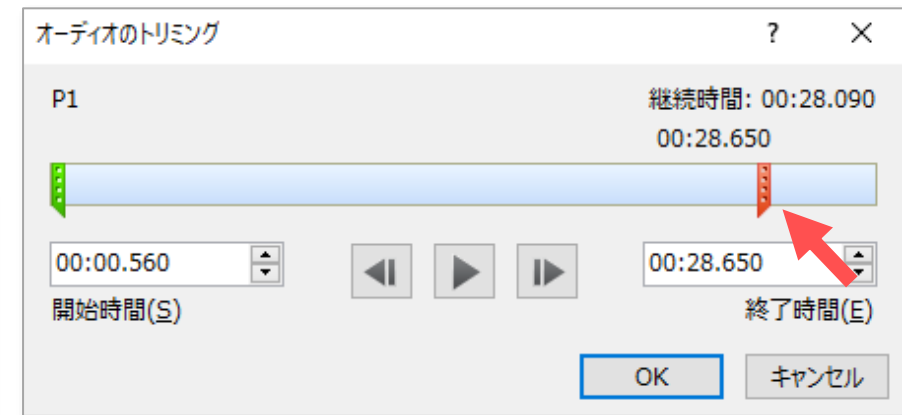 オーディオのトリミング ? ×
P1 継続時間: 00:28.090
00:28.650
00:00.560 00:28.650
開始時間(S) 終了時間(E)
OK キャンセル